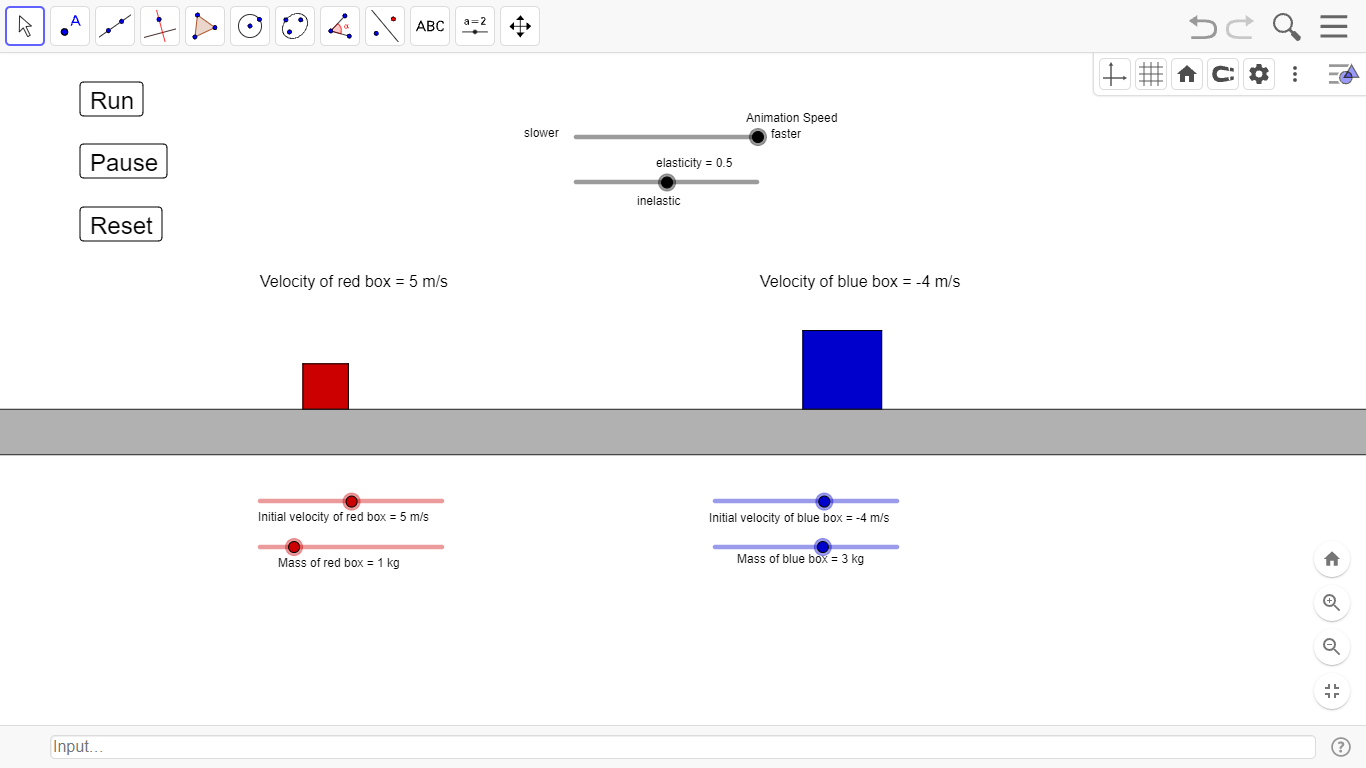 A
ABC
a=2
Run
Animation Speed
slower
faster
Pause
elasticity = 0.5
inelastic
Reset
Velocity of red box = 5 m/s
Velocity of blue box = -4 m/s
Initial velocity of red box = 5 m/s
Initial velocity of blue box = -4 m/s
Mass of red box = 1 kg
Mass of blue box = 3 kg
Input…
?